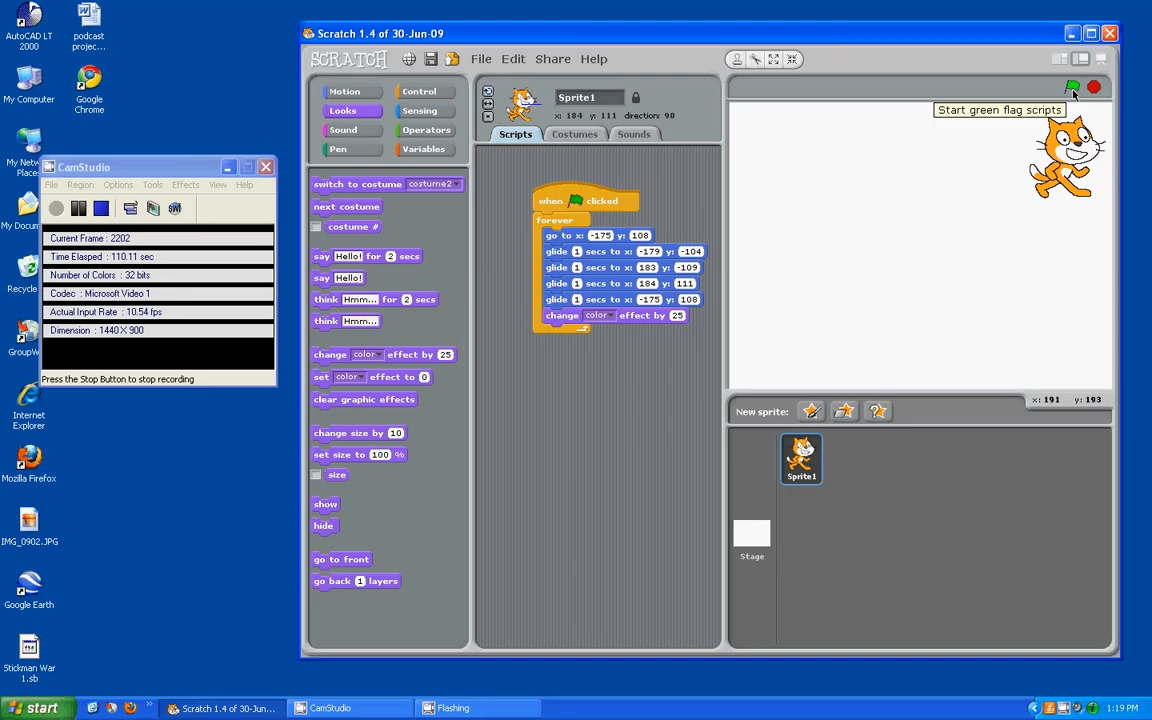 AutoCAD LT
2000
podcast
projec...
My Computer
Google
Chrome
My Netw
Places
My Docum
Recycle
GroupW
Internet
Explorer
Mozilla Firefox
IMG_0902.JPG
Google Earth
Stickman War
1.sb
CamStudio
File Region Options Tools Effects View Help
Current Frame : 2202
Time Elasped : 110.11 sec
Number of Colors : 32 bits
Codec : Microsoft Video 1
Actual Input Rate : 10.54 fps
Dimension : 1440 X 900
Press the Stop Button to stop recording
Scratch 1.4 of 30-Jun-09
SCRATCH File Edit Share Help
Motion Control
Looks Sensing
Sound Operators
Pen Variables
switch to costume costume2
next costume
costume #
say Hello! for 2 secs
say Hello!
think Hmm... for 2 secs
think Hmm...
change color effect by 25
set color effect to 0
clear graphic effects
change size by 10
set size to 100 %
size
show
hide
go to front
go back 1 layers
Sprite1
x: 184 y: 111 direction: 90
Scripts Costumes Sounds
when clicked
forever
go to x: -175 y: 108
glide 1 secs to x: -179 y: -104
glide 1 secs to x: 183 y: -109
glide 1 secs to x: 184 y: 111
glide 1 secs to x: -175 y: 108
change color effect by 25
Start green flag scripts
x: 191 y: 193
New sprite:
Sprite1
Stage
start
Scratch 1.4 of 30-Jun...
CamStudio
Flashing
1:19 PM